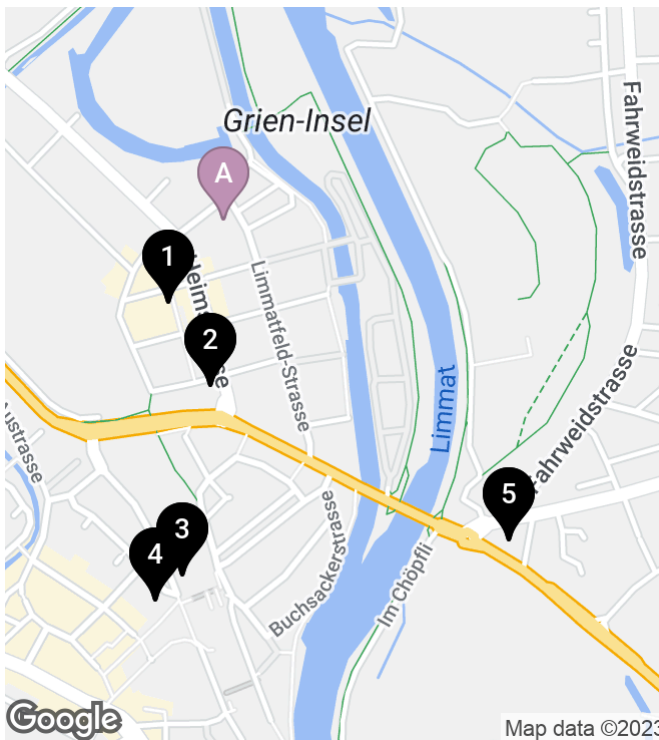 Fahrweidstrasse
Grien-Insel
A
1
Limmatfeld-Strasse
2
Limmat
Fahrweidstrasse
5
Buchsackerstrasse
3
4
Im Chöpfli
Google
Map data ©2023